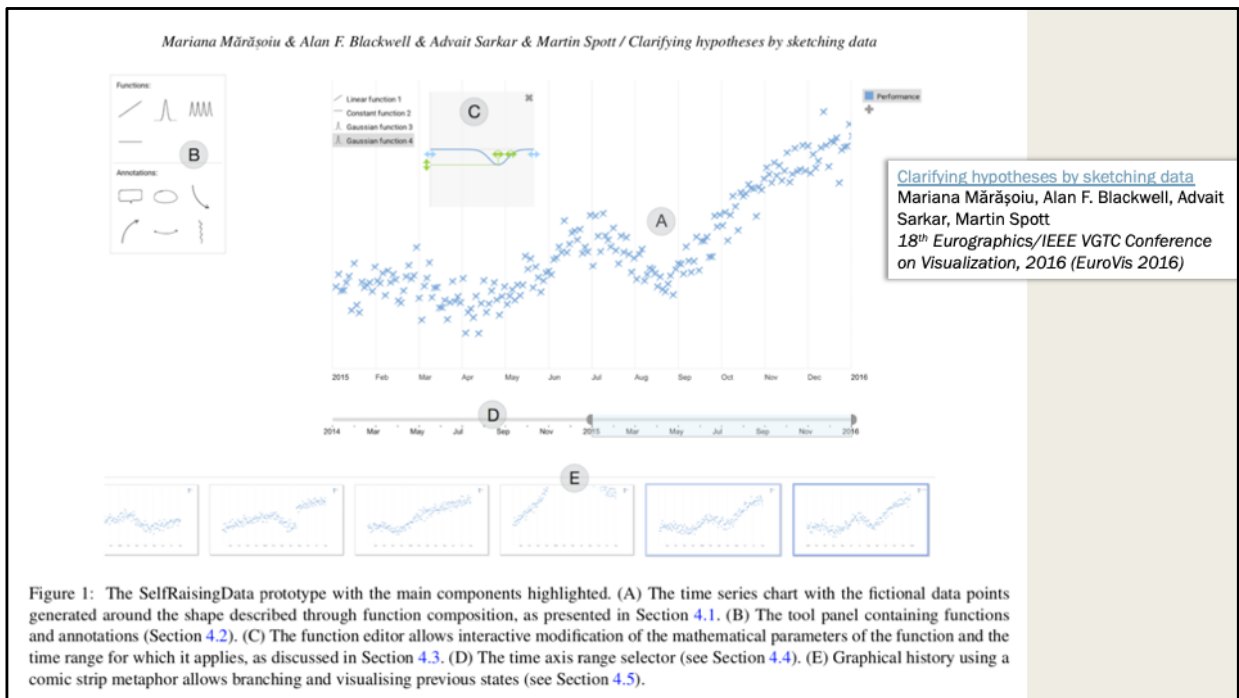 Mariana Mărăşoiu & Alan F. Blackwell & Advait Sarkar & Martin Spott / Clarifying hypotheses by sketching data
Functions:
B
Annotations:
Linear function 1
Constant function 2
Gaussian function 3
Gaussian function 4
C
Performance
A
2015 Feb Mar Apr May Jun Jul Aug Sep Oct Nov Dec 2016
D
2014 Mar May Jul Sep Nov 2015 Mar May Jul Sep Nov 2016
E
Clarifying hypotheses by sketching data
Mariana Mărășoiu, Alan F. Blackwell, Advait
Sarkar, Martin Spott
18th Eurographics/IEEE VGTC Conference
on Visualization, 2016 (EuroVis 2016)
Figure 1: The SelfRaisingData prototype with the main components highlighted. (A) The time series chart with the fictional data points
generated around the shape described through function composition, as presented in Section 4.1. (B) The tool panel containing functions
and annotations (Section 4.2). (C) The function editor allows interactive modification of the mathematical parameters of the function and the
time range for which it applies, as discussed in Section 4.3. (D) The time axis range selector (see Section 4.4). (E) Graphical history using a
comic strip metaphor allows branching and visualising previous states (see Section 4.5).